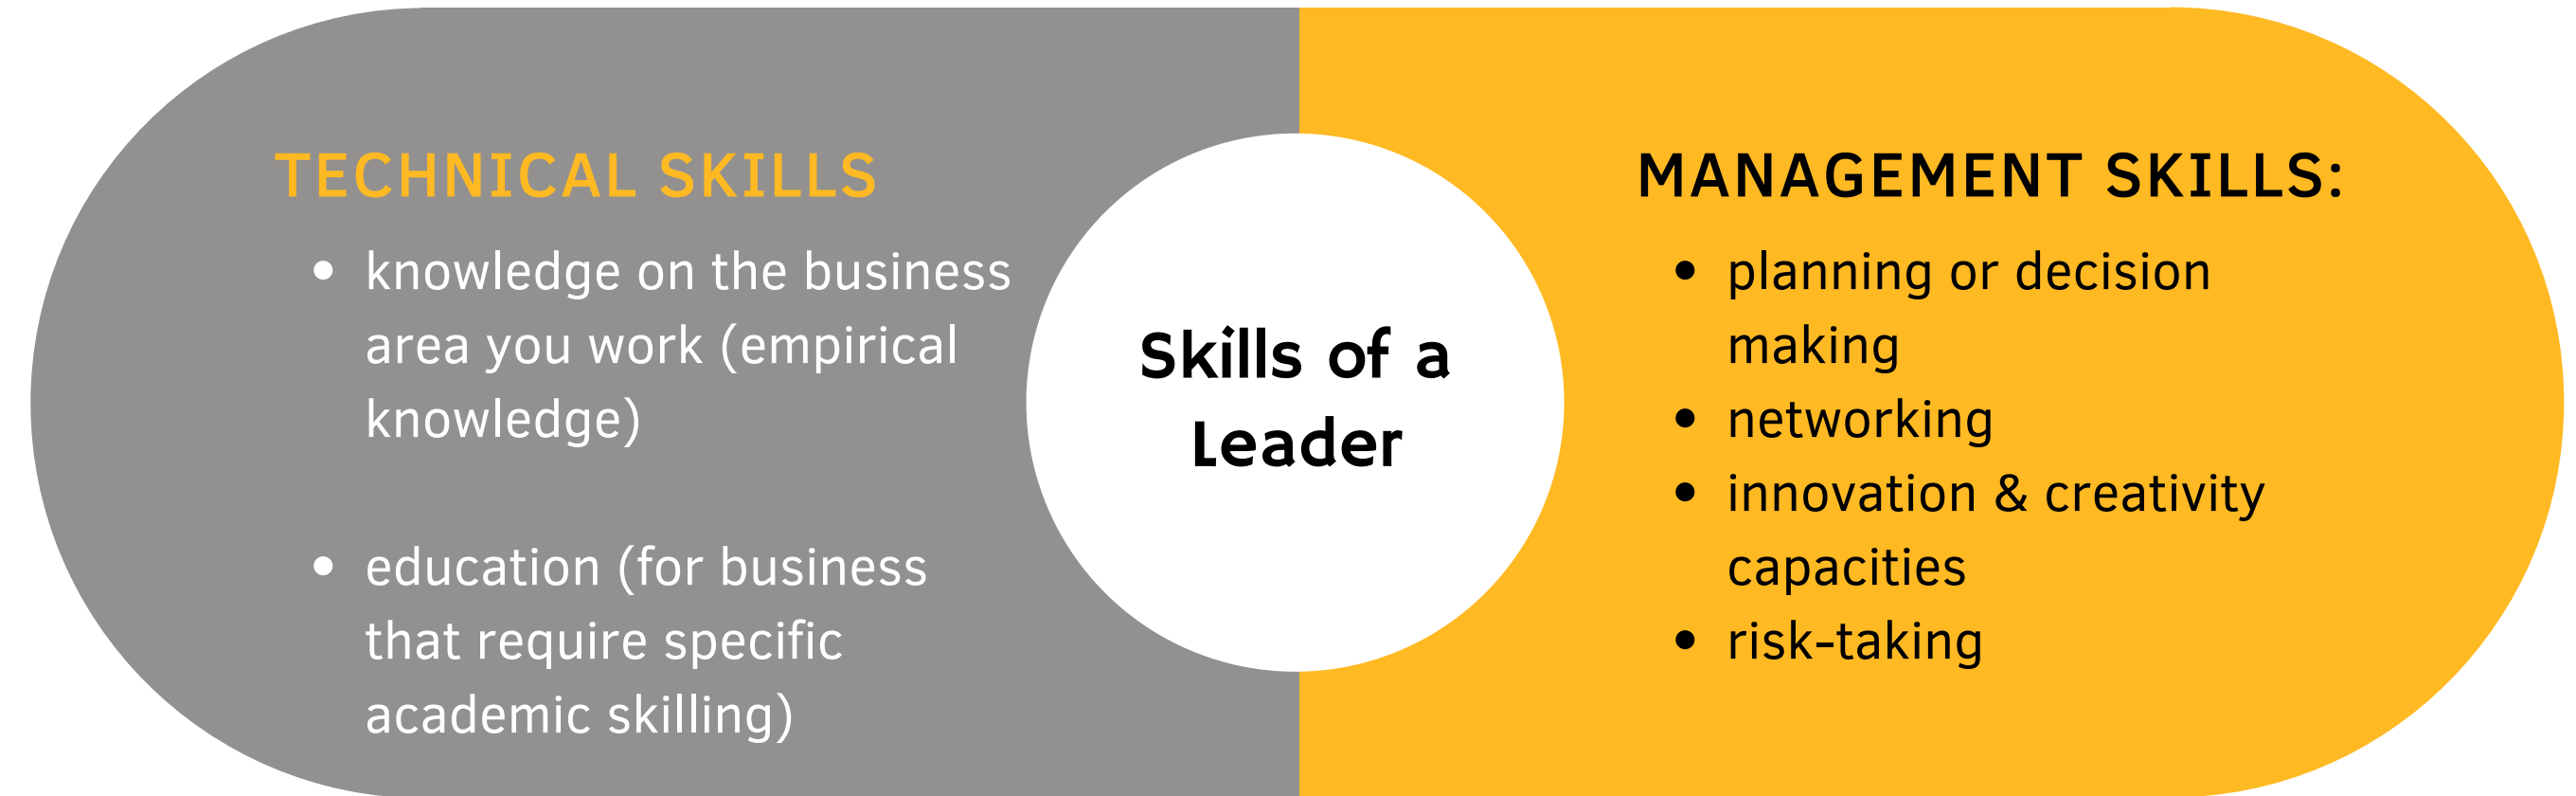 TECHNICAL SKILLS
• knowledge on the business
area you work (empirical
knowledge)
• education (for business
that require specific
academic skilling)
Skills of a
Leader
MANAGEMENT SKILLS:
• planning or decision
making
• networking
• innovation & creativity
capacities
• risk-taking